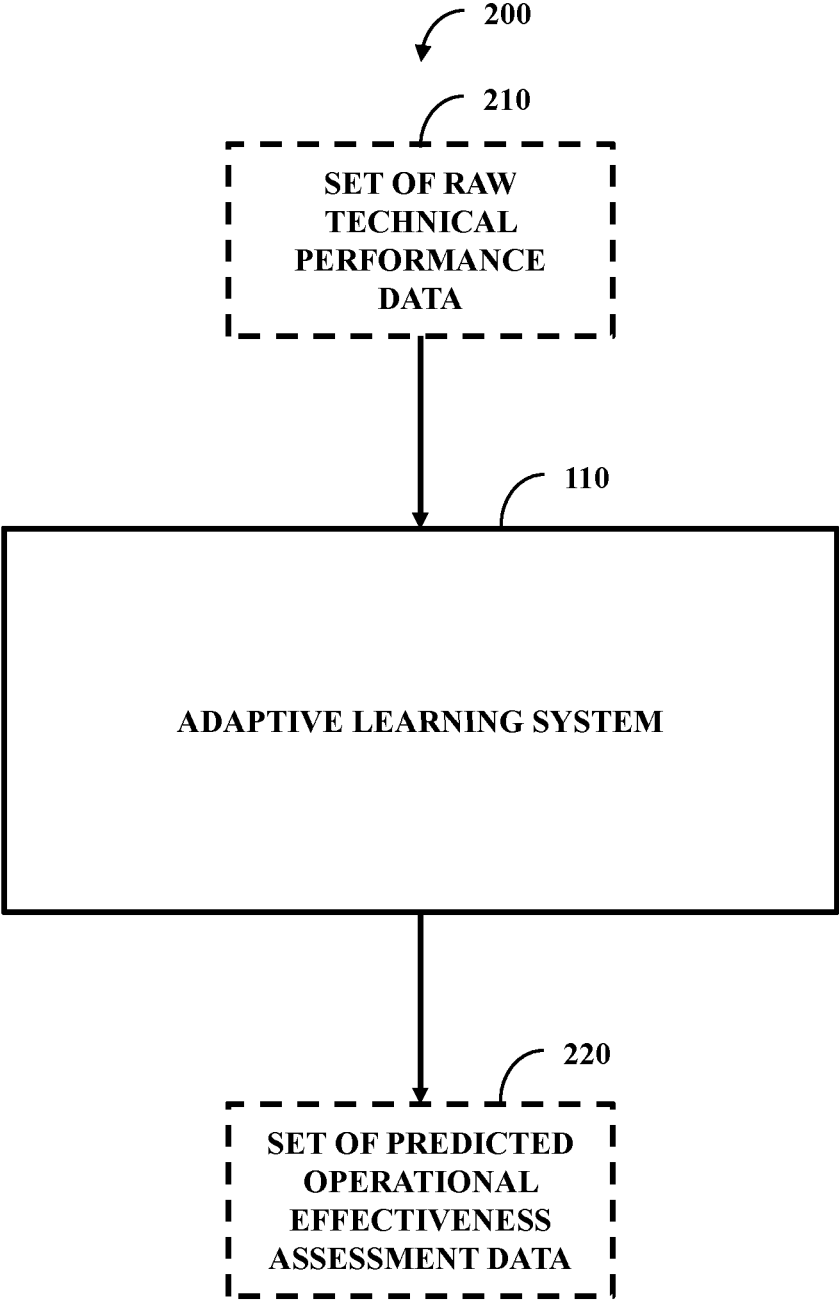 200
210
SET OF RAW
TECHNICAL
PERFORMANCE
DATA
110
ADAPTIVE LEARNING SYSTEM
220
SET OF PREDICTED
OPERATIONAL
EFFECTIVENESS
ASSESSMENT DATA